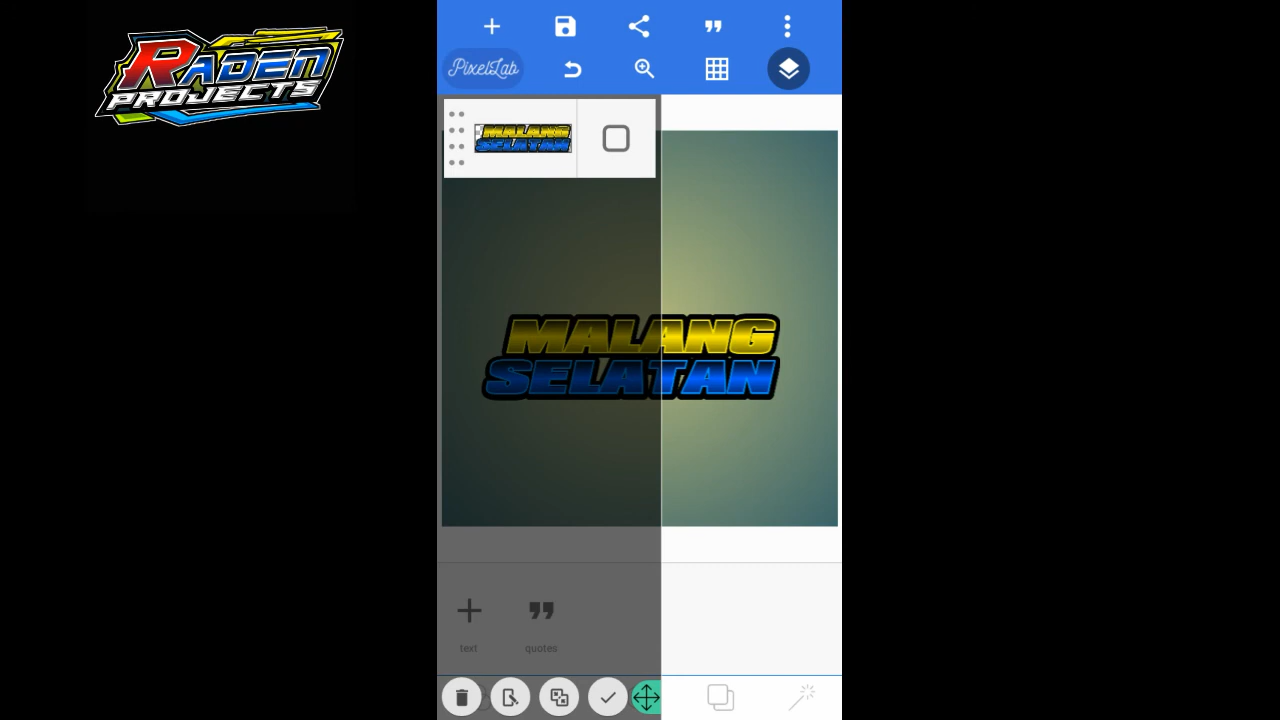 RADEN
PROJECTS
PixelLab
MALANG
SELATAN
MALANG
SELATAN
text
quotes